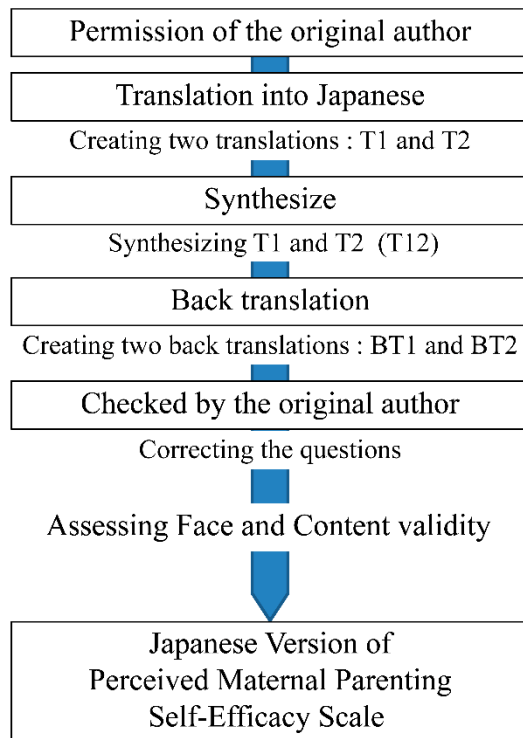 Permission of the original author
Translation into Japanese
Creating two translations : T1 and T2
Synthesize
Synthesizing T1 and T2 (T12)
Back translation
Creating two back translations : BT1 and BT2
Checked by the original author
Correcting the questions
Assessing Face and Content validity
Japanese Version of
Perceived Maternal Parenting
Self-Efficacy Scale